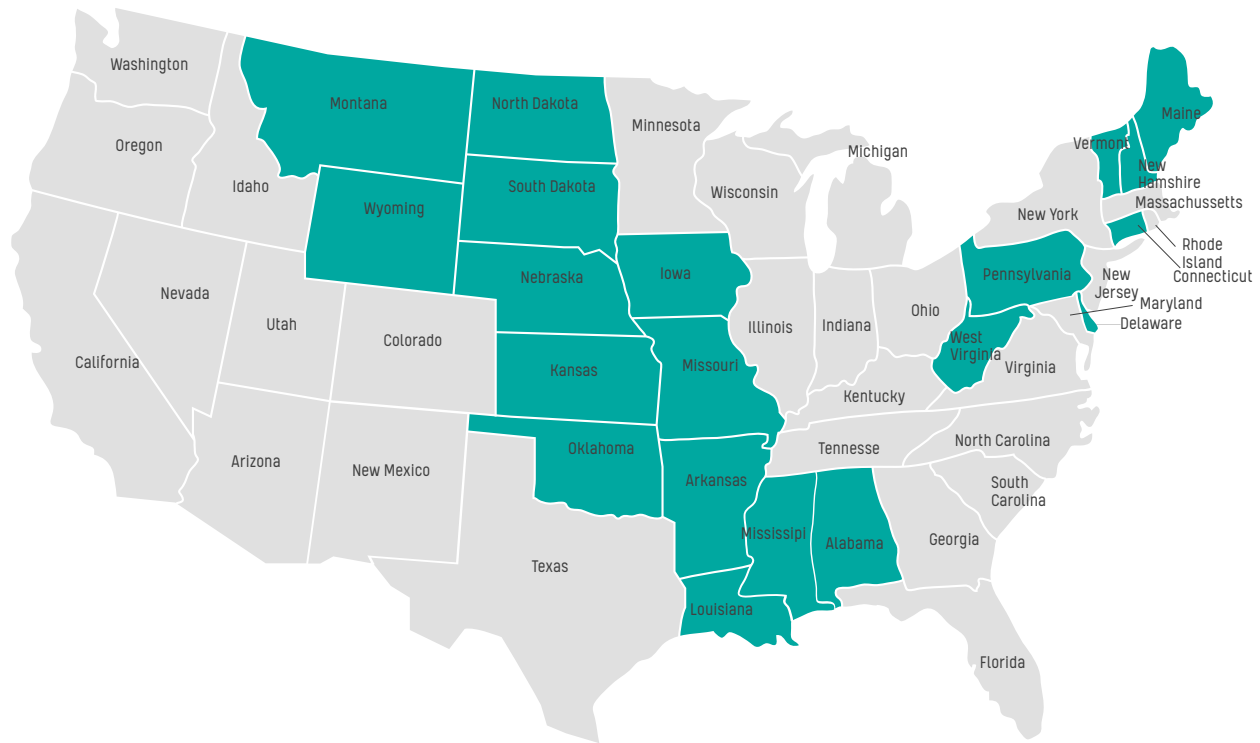 Washington
Montana
North Dakota
Minnesota
Maine
Oregon
Idaho
South Dakota
Wisconsin
Michigan
Vermont
New
Hamshire
Wyoming
Massachussetts
New York
Rhode
Island
Connecticut
Nebraska
Iowa
Pennsylvania
New
Jersey
Maryland
Delaware
Nevada
Utah
Colorado
Illinois
Indiana
Ohio
West
Virginia
Virginia
California
Kansas
Missouri
Kentucky
Arizona
New Mexico
Oklahoma
Arkansas
Tennesse
North Carolina
South
Carolina
Texas
Mississipi
Alabama
Georgia
Louisiana
Florida